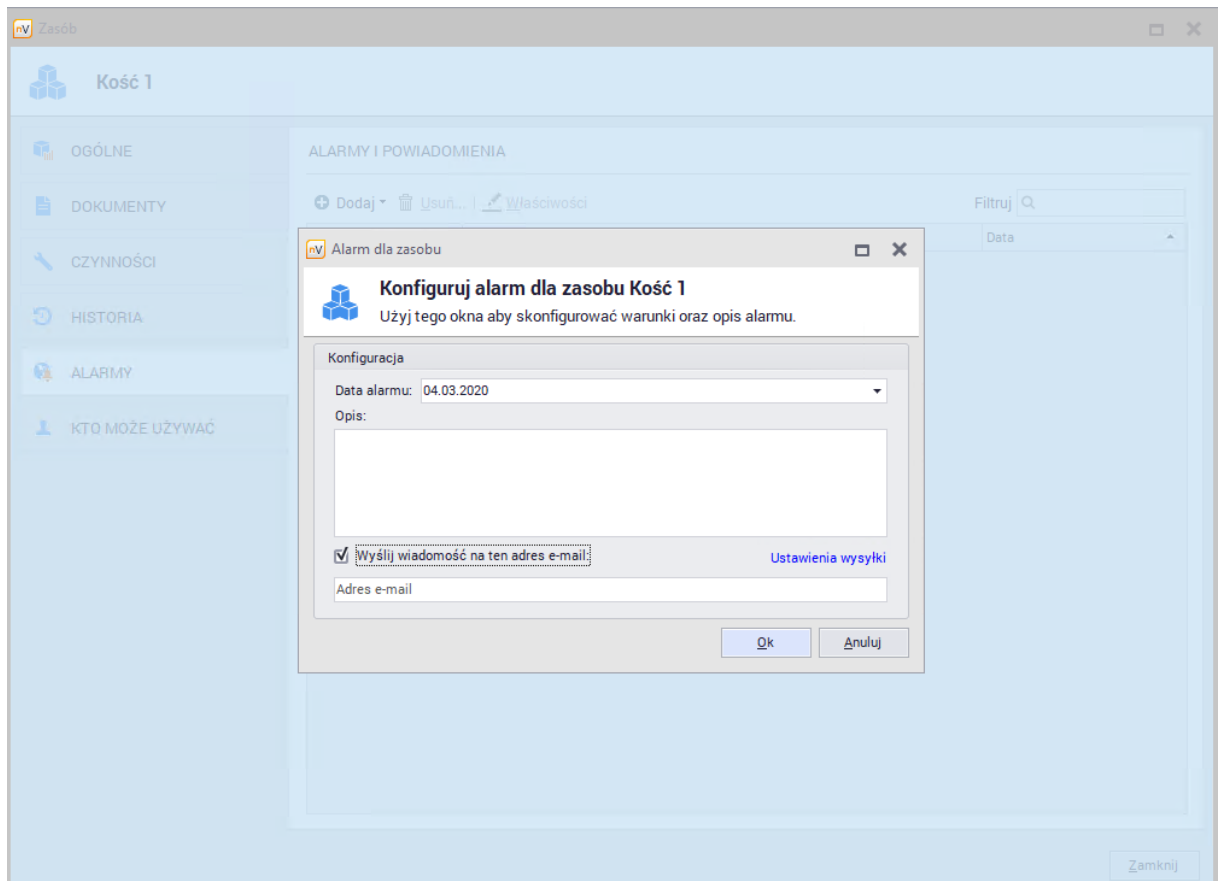 nV Zasób
Kość 1
OGÓLNE
DOKUMENTY
CZYNNOŚCI
HISTORIA
ALARMY
KTO MOŻE UŻYWAĆ
ALARMY I POWIADOMIENIA
Dodaj Usuń... Właściwości Filtruj
Data
nV Alarm dla zasobu
Konfiguruj alarm dla zasobu Kość 1
Użyj tego okna aby skonfigurować warunki oraz opis alarmu.
Konfiguracja
Data alarmu: 04.03.2020
Opis:
Wyślij wiadomość na ten adres e-mail: Ustawienia wysyłki
Adres e-mail
Ok Anuluj
Zamknij